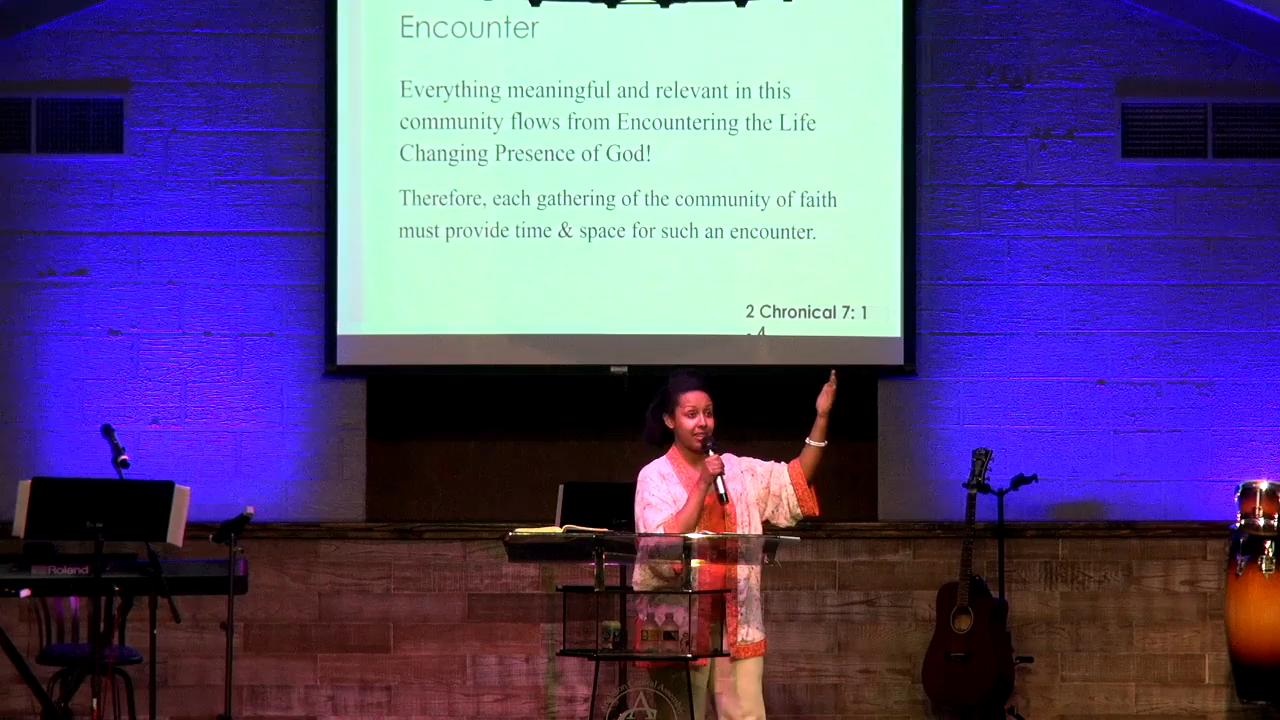 Encounter
Everything meaningful and relevant in this
community flows from Encountering the Life
Changing Presence of God!
Therefore, each gathering of the community of faith
must provide time & space for such an encounter.
2 Chronical 7: 1
- 4
Roland